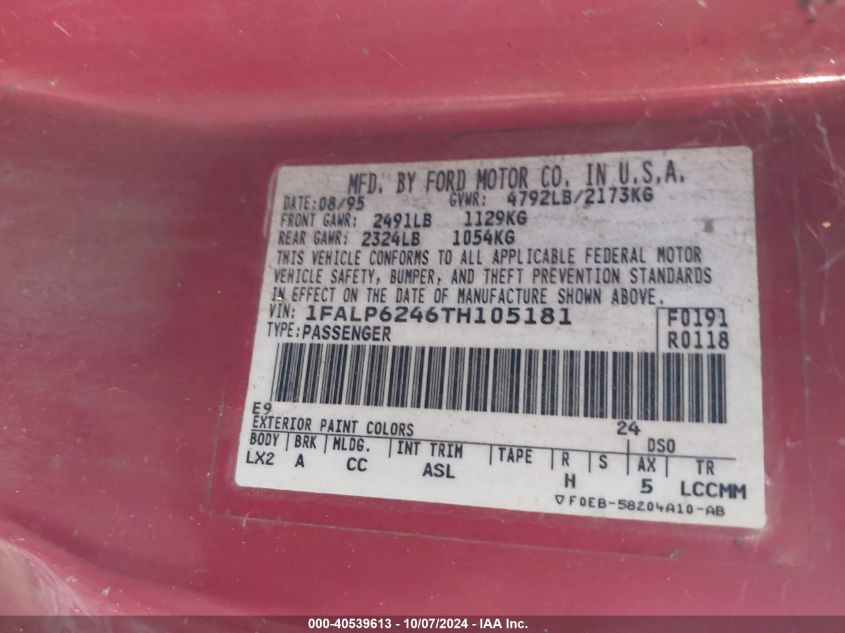 MFD. BY FORD MOTOR CO. IN U.S.A.
DATE: 08/95 GVWR: 4792LB/2173KG
FRONT GAWR: 2491LB 1129KG
REAR GAWR: 2324LB 1054KG
THIS VEHICLE CONFORMS TO ALL APPLICABLE FEDERAL MOTOR
VEHICLE SAFETY, BUMPER, AND THEFT PREVENTION STANDARDS
IN EFFECT ON THE DATE OF MANUFACTURE SHOWN ABOVE.
VIN: 1FALP6246TH105181 F0191
TYPE: PASSENGER R0118
E9 24
EXTERIOR PAINT COLORS DSO
BODY BRK MLDG. INT TRIM TAPE R S AX TR
LX2 A CC ASL H 5 LCCMM
▽F0EB-58204A10-AB
000-40539613 - 10/07/2024 - IAA Inc.